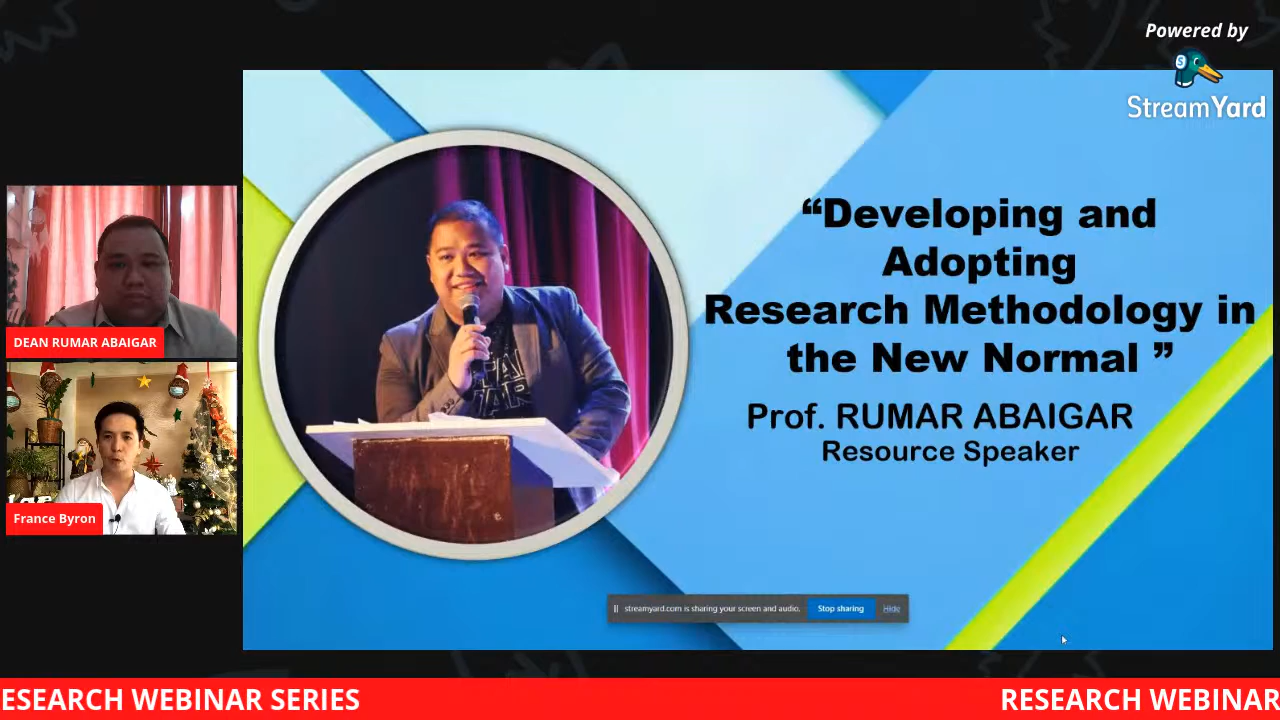 Powered by
StreamYard
“Developing and
Adopting
Research Methodology in
the New Normal ”
Prof. RUMAR ABAIGAR
Resource Speaker
DEAN RUMAR ABAIGAR
France Byron
streamyard.com is sharing your screen and audio.
Stop sharing
Hide
ESEARCH WEBINAR SERIES
RESEARCH WEBINAR